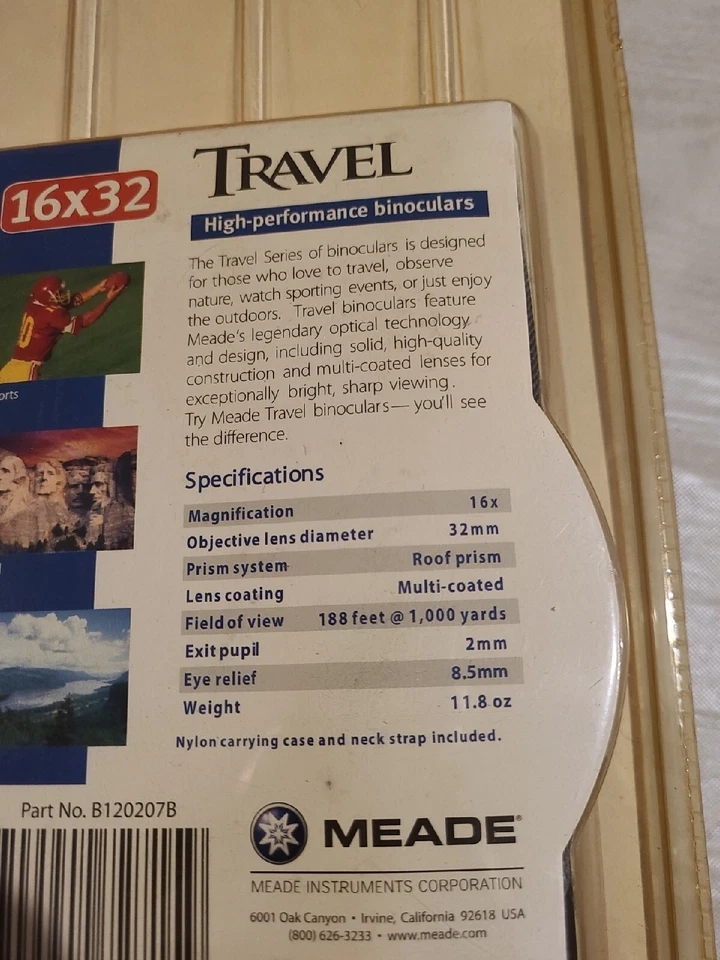 TRAVEL
16x32
High-performance binoculars
The Travel Series of binoculars is designed
for those who love to travel, observe
nature, watch sporting events, or just enjoy
the outdoors. Travel binoculars feature
Meade's legendary optical technology
and design, including solid, high-quality
construction and multi-coated lenses for
exceptionally bright, sharp viewing.
Try Meade Travel binoculars— you'll see
the difference.
orts
Specifications
Magnification 16x
Objective lens diameter 32mm
Prism system Roof prism
Lens coating Multi-coated
Field of view 188 feet @ 1,000 yards
Exit pupil 2mm
Eye relief 8.5mm
Weight 11.8 oz
Nylon carrying case and neck strap included.
Part No. B120207B
MEADE®
MEADE INSTRUMENTS CORPORATION
6001 Oak Canyon • Irvine, California 92618 USA
(800) 626-3233 • www.meade.com